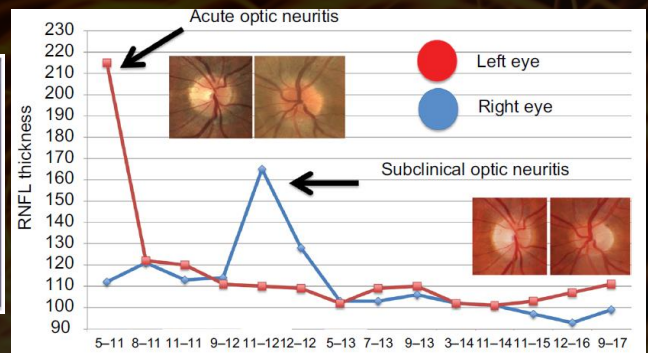 Acute optic neuritis
230
220
210
200
190
180
170
160
150
140
130
120
110
100
90
RNFL thickness
Left eye
Right eye
Subclinical optic neuritis
5–11 8–11 11–11 9–12 11–12 12–12 5–13 7–13 9–13 3–14 11–14 11–15 12–16 9–17